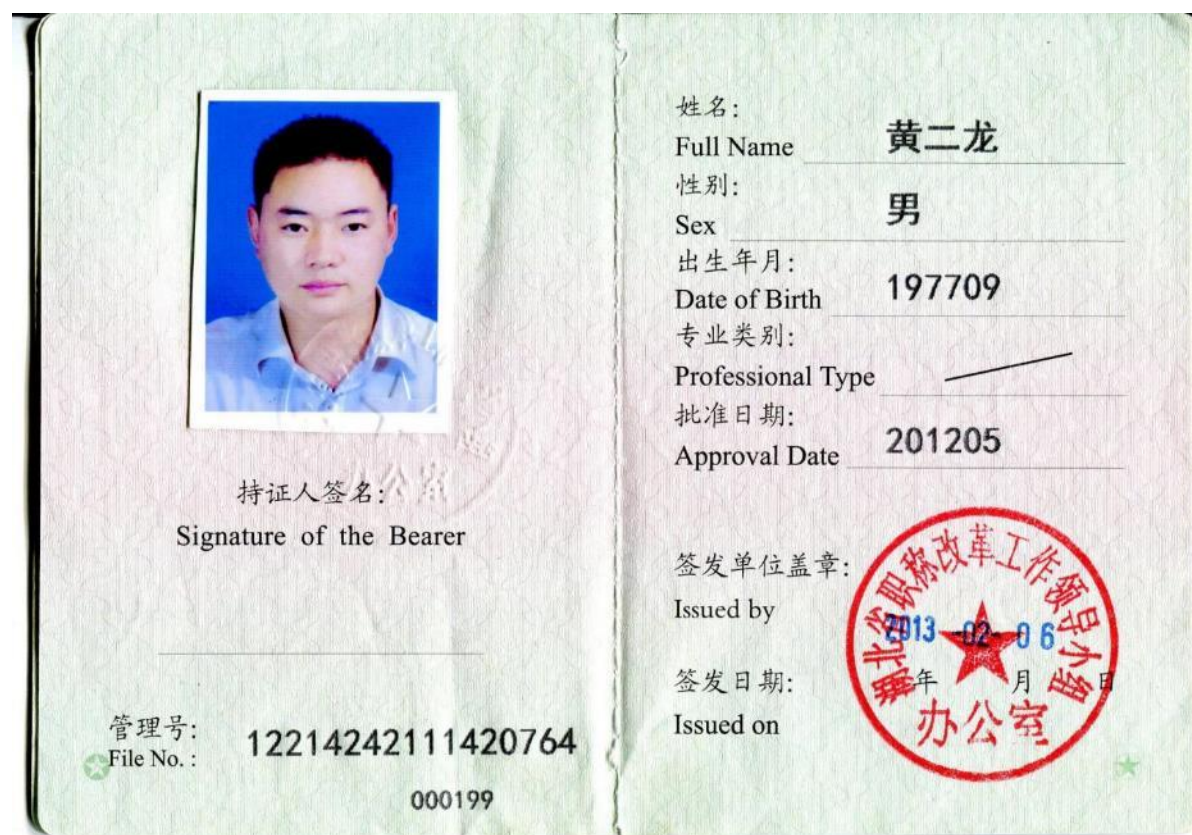 持证人签名:
Signature of the Bearer
管理号:
File No. :
12214242111420764
000199
姓名:
Full Name
黄二龙
性别:
Sex
男
出生年月:
Date of Birth
197709
专业类别:
Professional Type
批准日期:
Approval Date
201205
签发单位盖章:
Issued by
湖北省职称改革工作领导小组
办公室
2013-02-06
签发日期:
年 月 日
Issued on